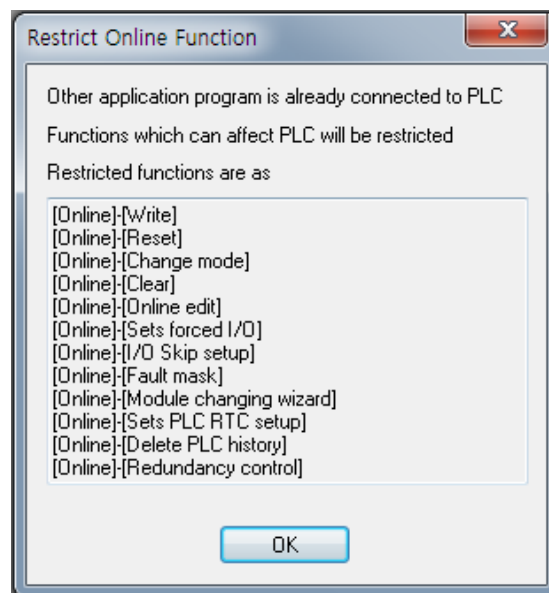 Restrict Online Function
Other application program is already connected to PLC
Functions which can affect PLC will be restricted
Restricted functions are as
[Online]-[Write]
[Online]-[Reset]
[Online]-[Change mode]
[Online]-[Clear]
[Online]-[Online edit]
[Online]-[Sets forced I/O]
[Online]-[I/O Skip setup]
[Online]-[Fault mask]
[Online]-[Module changing wizard]
[Online]-[Sets PLC RTC setup]
[Online]-[Delete PLC history]
[Online]-[Redundancy control]
OK